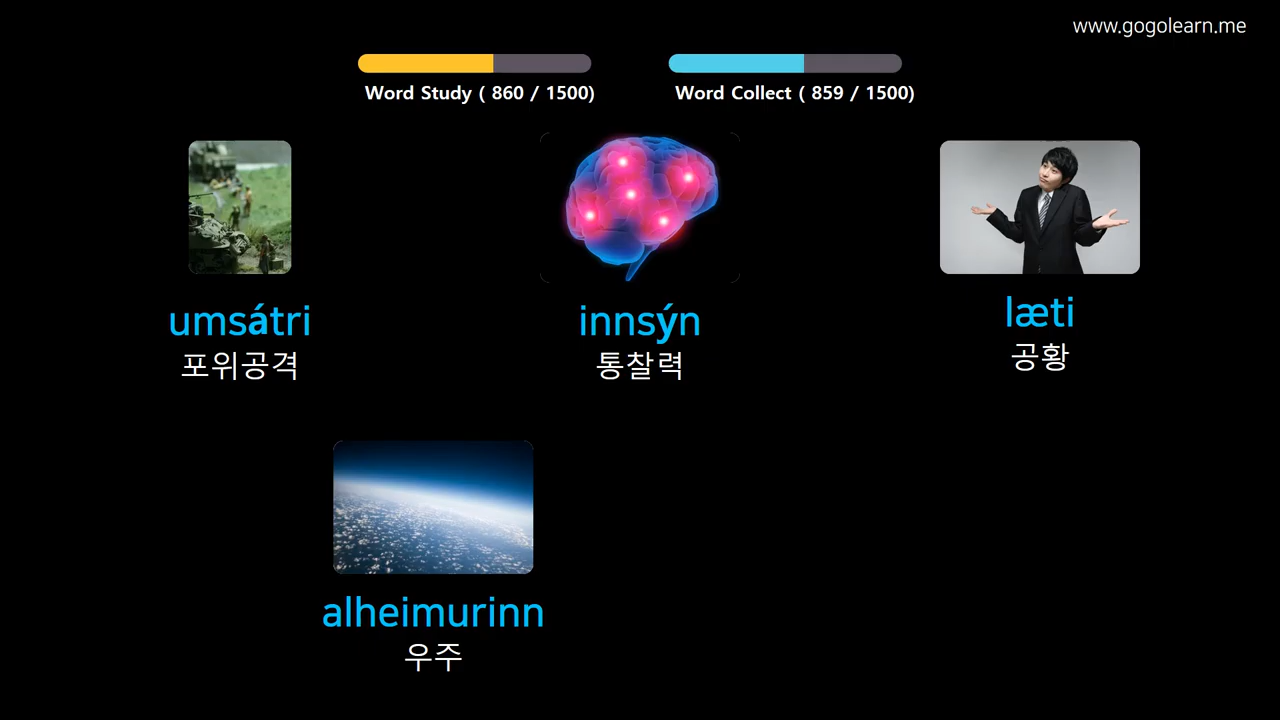 www.gogolearn.me
Word Study ( 860 / 1500)
Word Collect ( 859 / 1500)
umsátri
포위공격
innsýn
통찰력
læti
공황
alheimurinn
우주